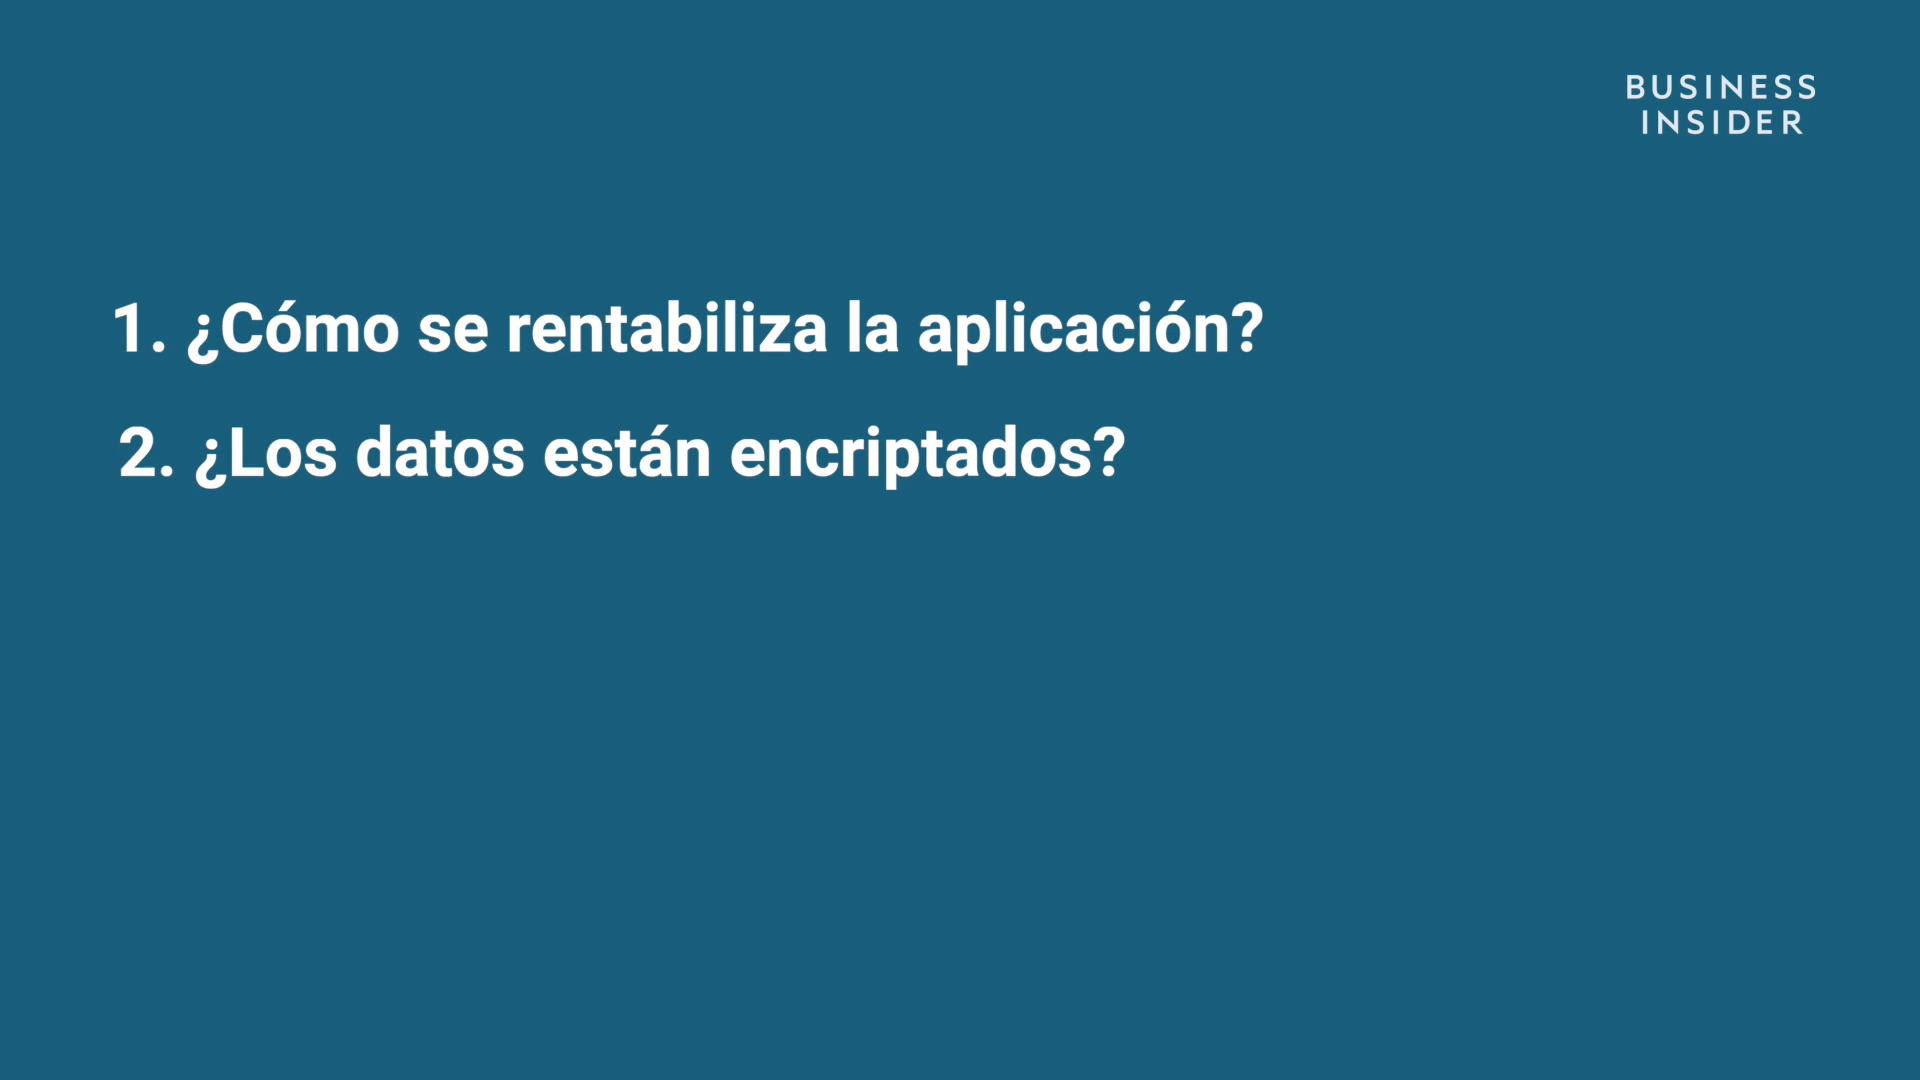 BUSINESS
INSIDER
1. ¿Cómo se rentabiliza la aplicación?
2. ¿Los datos están encriptados?